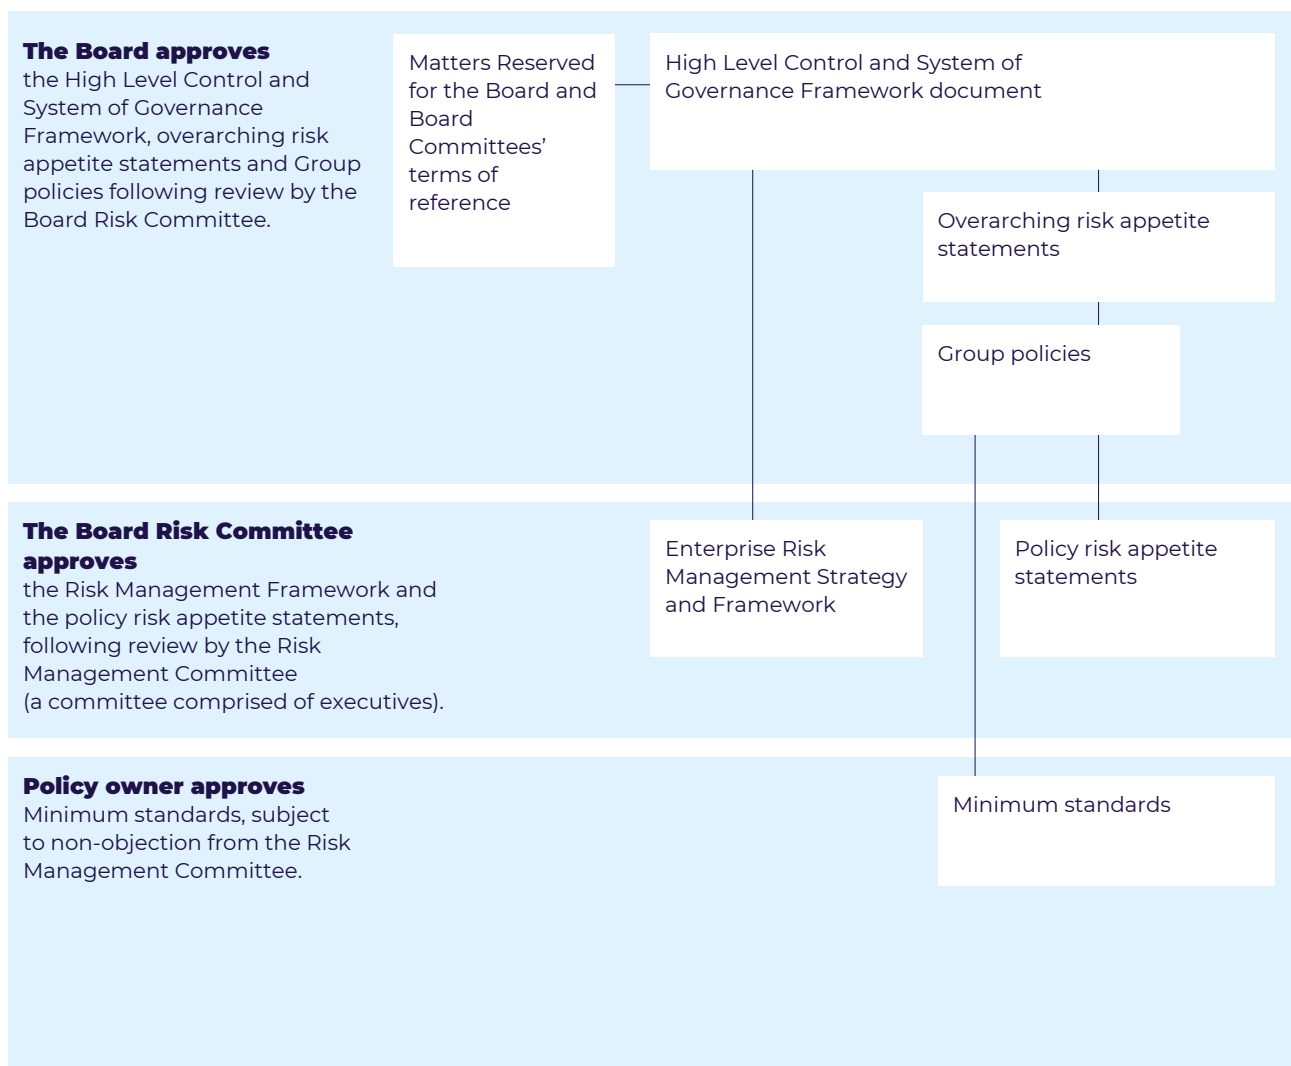 The Board approves
the High Level Control and
System of Governance
Framework, overarching risk
appetite statements and Group
policies following review by the
Board Risk Committee.
Matters Reserved
for the Board and
Board
Committees’
terms of
reference
High Level Control and System of
Governance Framework document
Overarching risk appetite
statements
Group policies
The Board Risk Committee
approves
the Risk Management Framework and
the policy risk appetite statements,
following review by the Risk
Management Committee
(a committee comprised of executives).
Enterprise Risk
Management Strategy
and Framework
Policy risk appetite
statements
Policy owner approves
Minimum standards, subject
to non-objection from the Risk
Management Committee.
Minimum standards